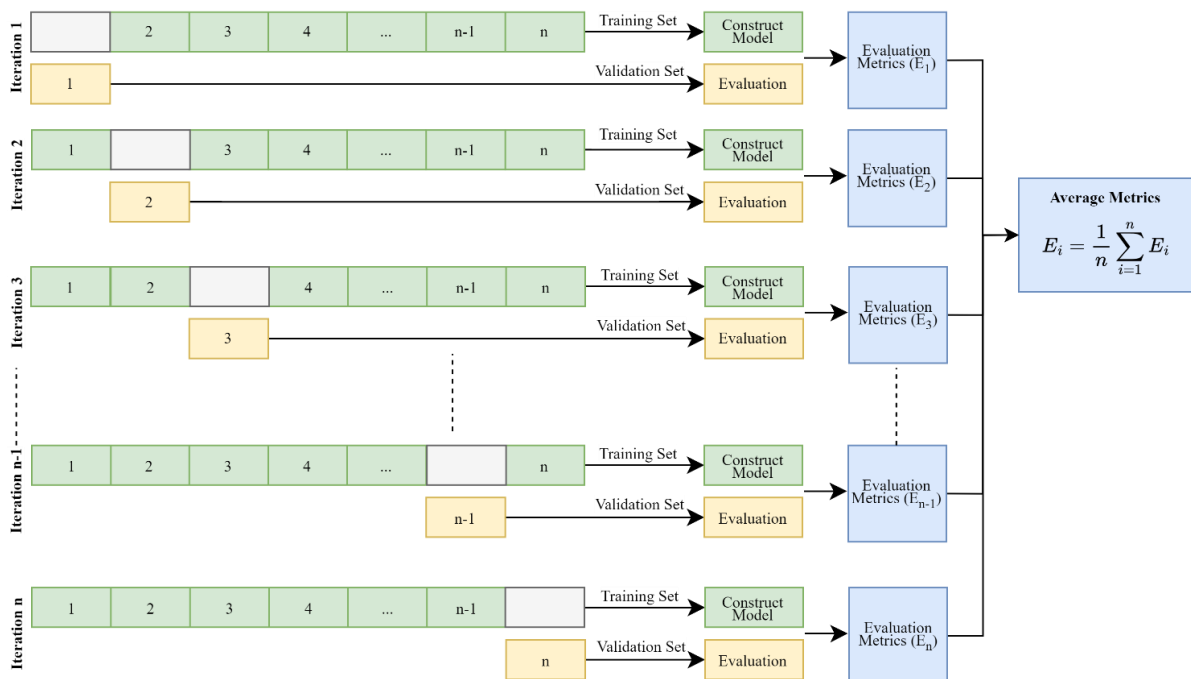 Iteration 1
2 3 4 ... n-1 n
Training Set
Construct
Model
1
Validation Set
Evaluation
Evaluation
Metrics (E1)
Iteration 2
1 3 4 ... n-1 n
Training Set
Construct
Model
2
Validation Set
Evaluation
Evaluation
Metrics (E2)
Average Metrics
E_i = \frac{1}{n} \sum_{i=1}^{n} E_i
Iteration 3
1 2 4 ... n-1 n
Training Set
Construct
Model
3
Validation Set
Evaluation
Evaluation
Metrics (E3)
Iteration n-1
1 2 3 4 ... n
Training Set
Construct
Model
n-1
Validation Set
Evaluation
Evaluation
Metrics (En-1)
Iteration n
1 2 3 4 ... n-1
Training Set
Construct
Model
n
Validation Set
Evaluation
Evaluation
Metrics (En)